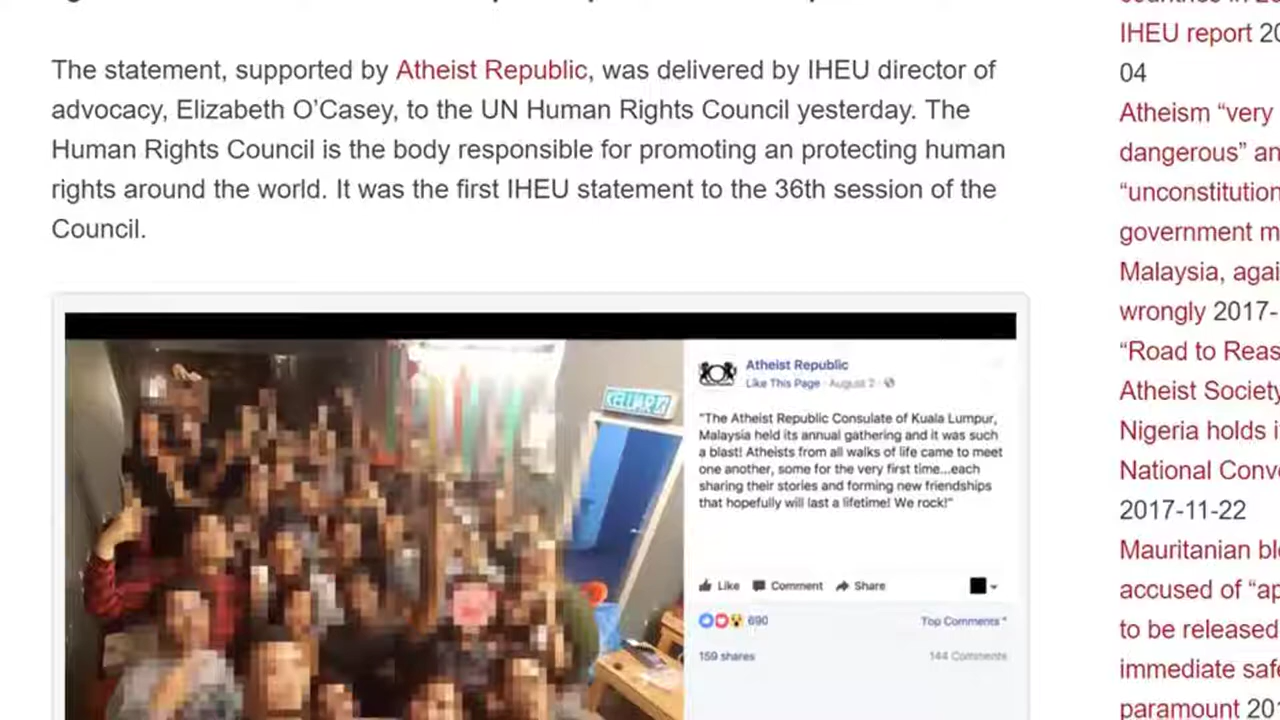 The statement, supported by Atheist Republic, was delivered by IHEU director of
advocacy, Elizabeth O’Casey, to the UN Human Rights Council yesterday. The
Human Rights Council is the body responsible for promoting an protecting human
rights around the world. It was the first IHEU statement to the 36th session of the
Council.
KELUAR
Atheist Republic
Like This Page · August 2 ·
"The Atheist Republic Consulate of Kuala Lumpur,
Malaysia held its annual gathering and it was such
a blast! Atheists from all walks of life came to meet
one another, some for the very first time...each
sharing their stories and forming new friendships
that hopefully will last a lifetime! We rock!"
Like Comment Share
690
Top Comments
159 shares
144 Comments
IHEU report 20
04
Atheism “very
dangerous” an
“unconstitution
government m
Malaysia, agai
wrongly 2017-
“Road to Reas
Atheist Society
Nigeria holds i
National Conve
2017-11-22
Mauritanian blo
accused of “ap
to be released
immediate safe
paramount 201